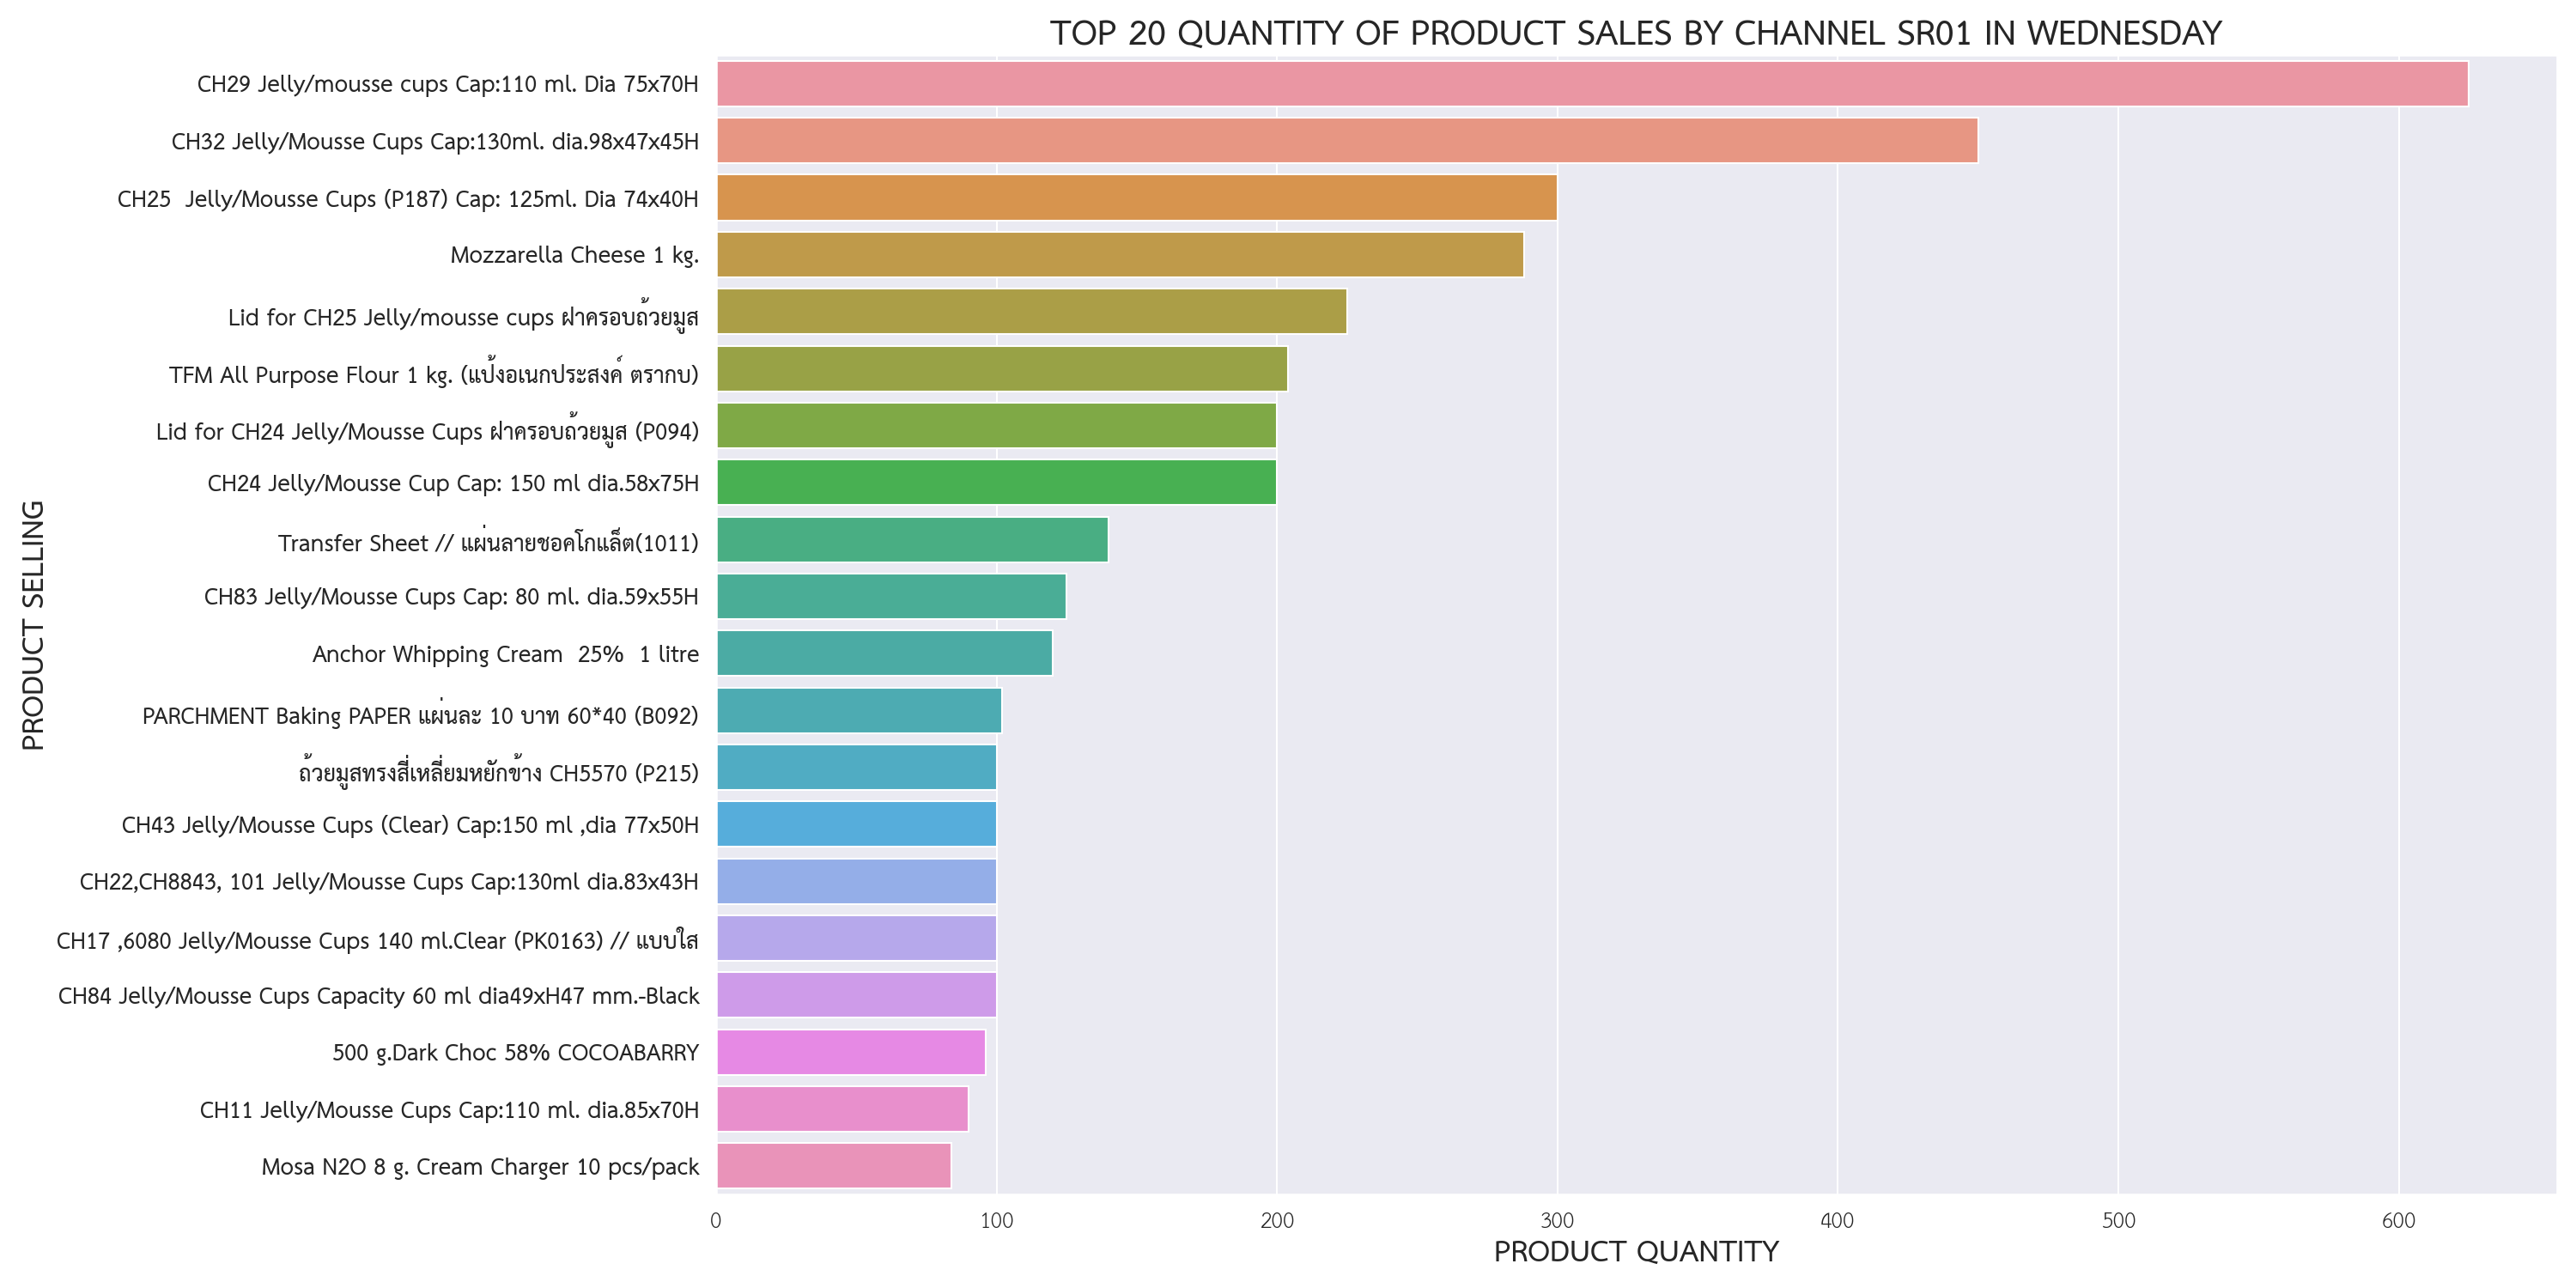 TOP 20 QUANTITY OF PRODUCT SALES BY CHANNEL SR01 IN WEDNESDAY
PRODUCT SELLING
CH29 Jelly/mousse cups Cap:110 ml. Dia 75x70H
CH32 Jelly/Mousse Cups Cap:130ml. dia.98x47x45H
CH25  Jelly/Mousse Cups (P187) Cap: 125ml. Dia 74x40H
Mozzarella Cheese 1 kg.
Lid for CH25 Jelly/mousse cups ฝาครอบถ้วยมูส
TFM All Purpose Flour 1 kg. (แป้งอเนกประสงค์ ตรากบ)
Lid for CH24 Jelly/Mousse Cups ฝาครอบถ้วยมูส (P094)
CH24 Jelly/Mousse Cup Cap: 150 ml dia.58x75H
Transfer Sheet // แผ่นลายชอคโกแล็ต(1011)
CH83 Jelly/Mousse Cups Cap: 80 ml. dia.59x55H
Anchor Whipping Cream  25%  1 litre
PARCHMENT Baking PAPER แผ่นละ 10 บาท 60*40 (B092)
ถ้วยมูสทรงสี่เหลี่ยมหยักข้าง CH5570 (P215)
CH43 Jelly/Mousse Cups (Clear) Cap:150 ml ,dia 77x50H
CH22,CH8843, 101 Jelly/Mousse Cups Cap:130ml dia.83x43H
CH17 ,6080 Jelly/Mousse Cups 140 ml.Clear (PK0163) // แบบใส
CH84 Jelly/Mousse Cups Capacity 60 ml dia49xH47 mm.-Black
500 g.Dark Choc 58% COCOABARRY
CH11 Jelly/Mousse Cups Cap:110 ml. dia.85x70H
Mosa N2O 8 g. Cream Charger 10 pcs/pack
0 100 200 300 400 500 600
PRODUCT QUANTITY